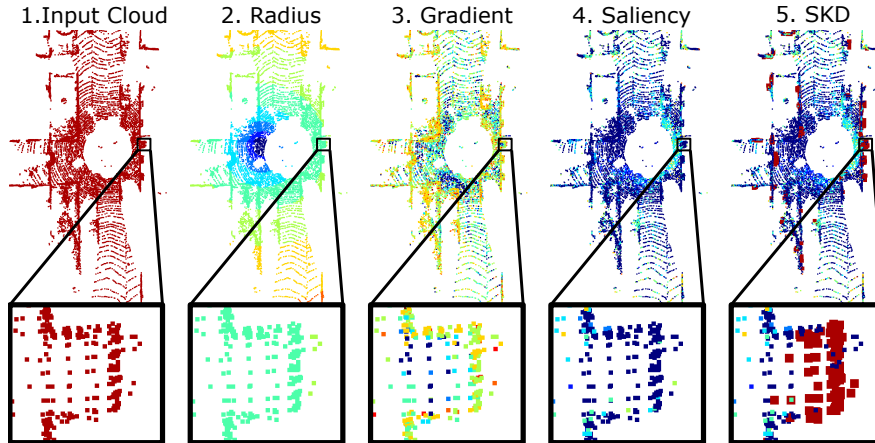 1.Input Cloud
2. Radius
3. Gradient
4. Saliency
5. SKD